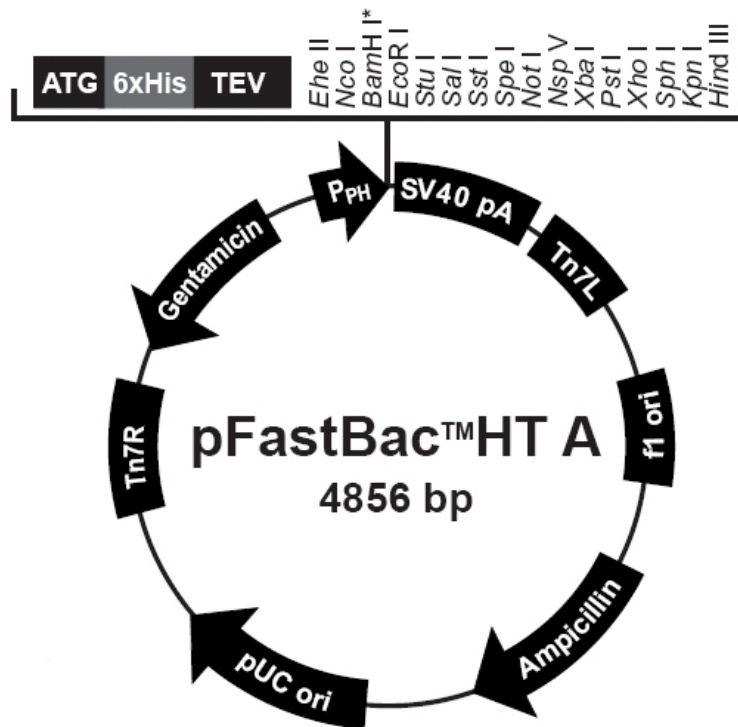 ATG 6xHis TEV
Ehe II
Nco I
BamH I*
EcoR I
Stu I
Sal I
Sst I
Spe I
Not I
Nsp V
Xba I
Pst I
Xho I
Sph I
Kpn I
Hind III
PPH
SV40 pA
Tn7L
f1 ori
Ampicillin
pUC ori
Tn7R
Gentamicin
pFastBac™HT A
4856 bp